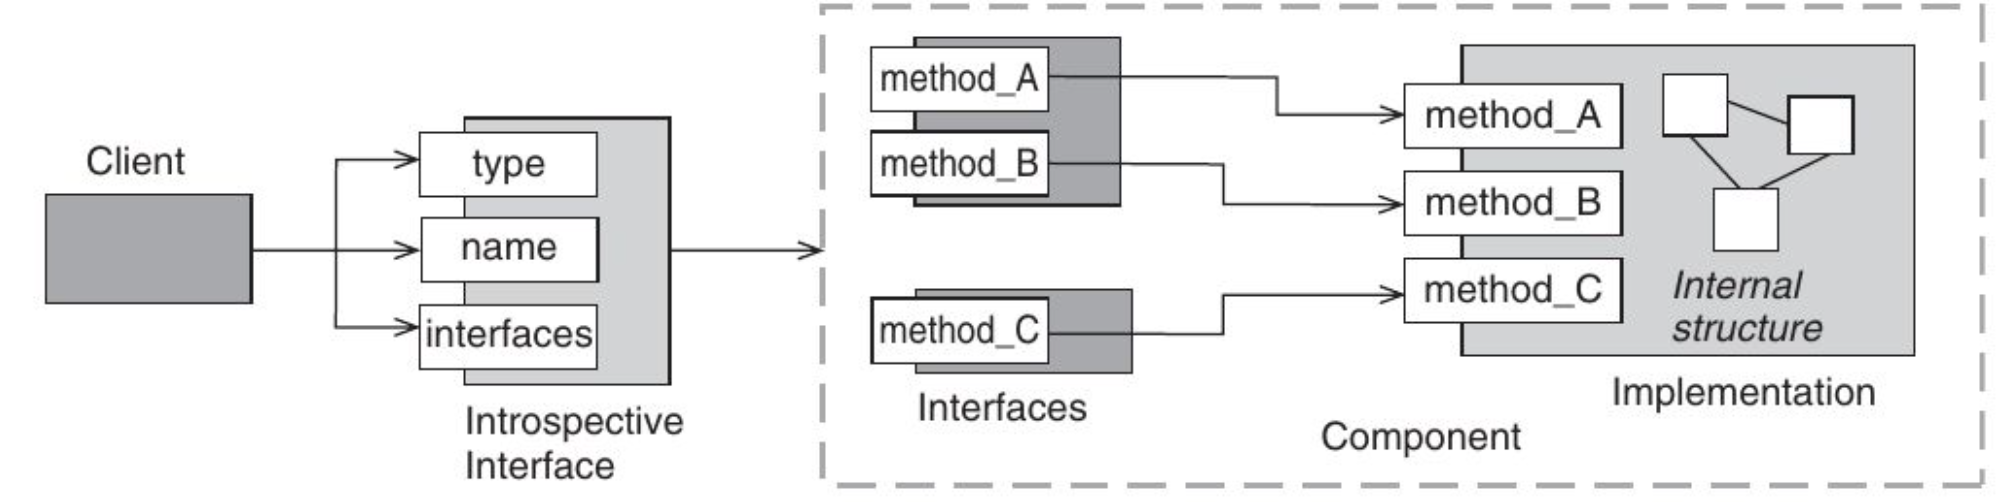 Client
type
name
interfaces
Introspective
Interface
method_A
method_B
method_C
Interfaces
method_A
method_B
method_C
Internal
structure
Implementation
Component